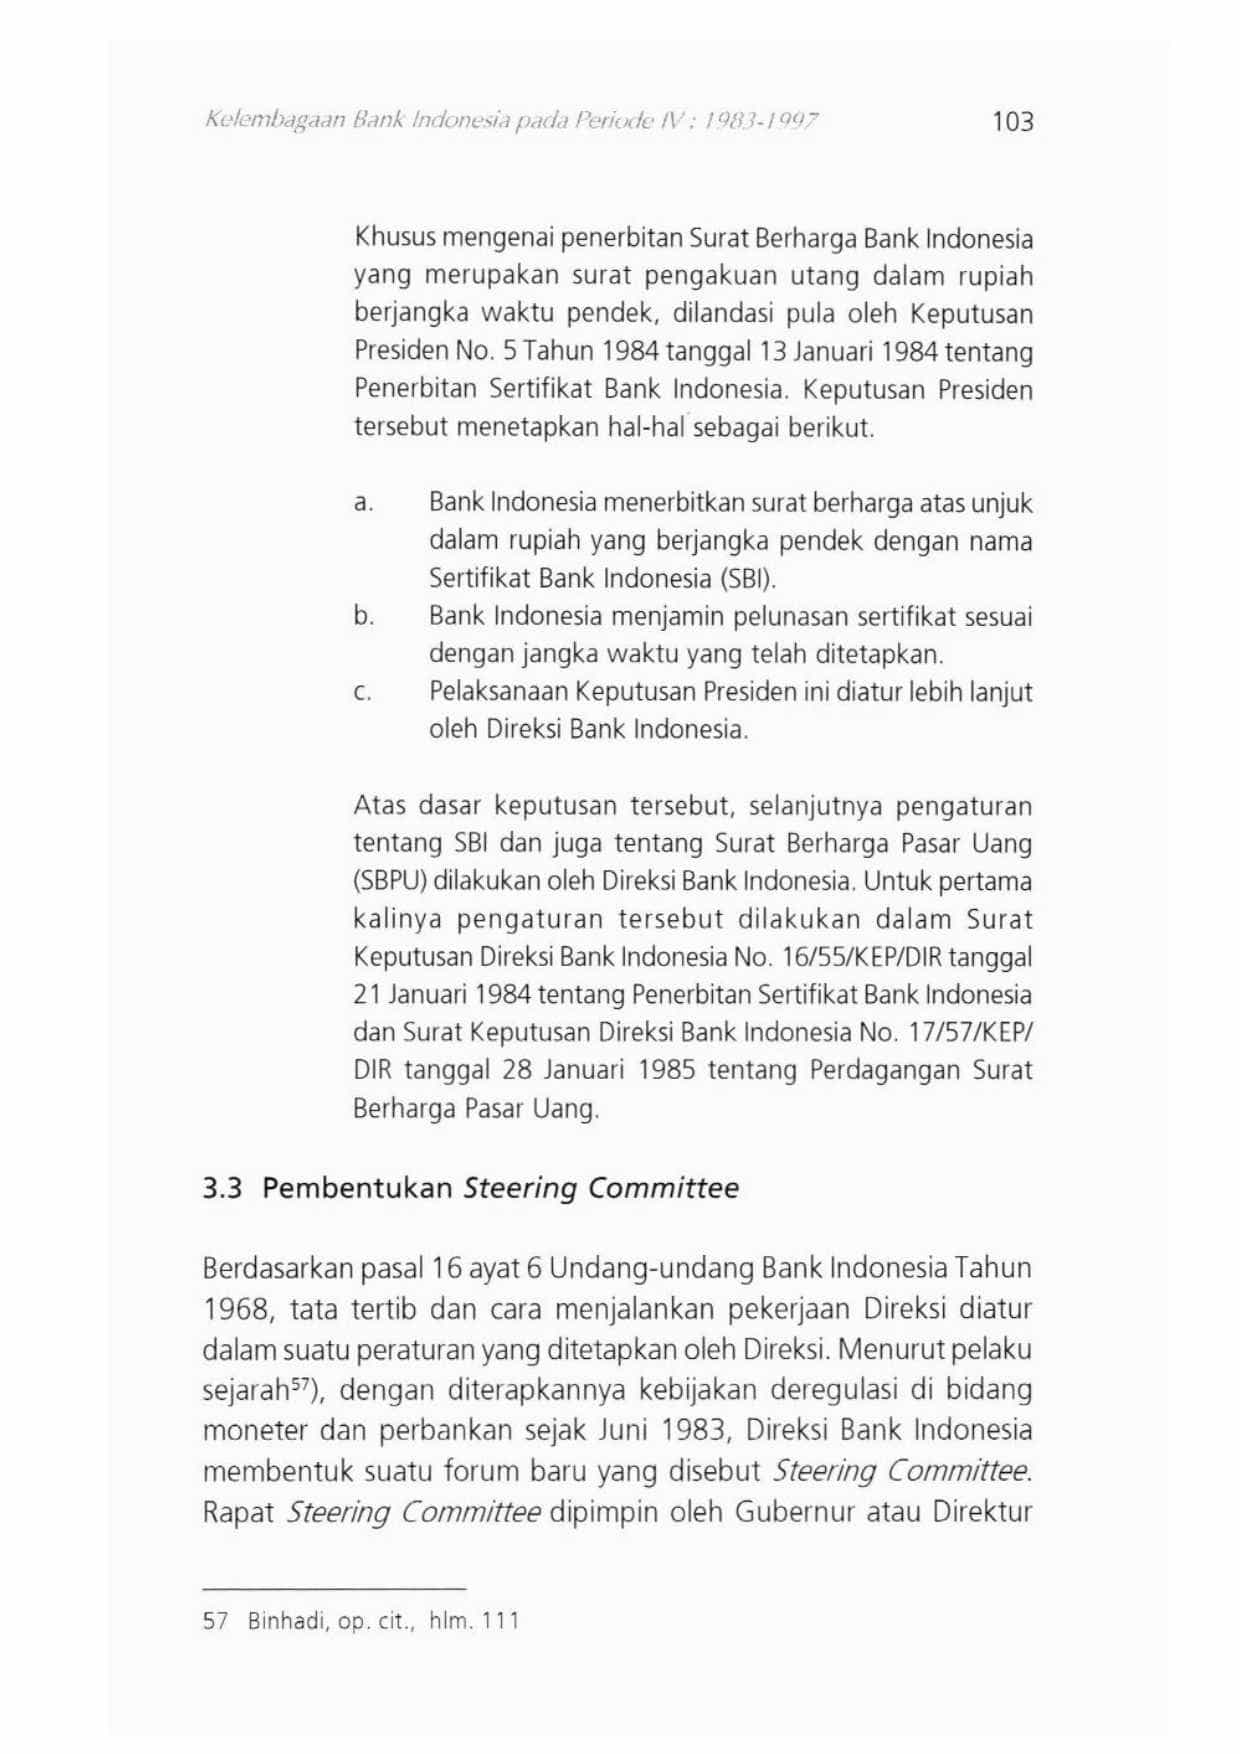 Kelembagaan Bank Indonesia pada Periode IV : 1983-1997 103
Khusus mengenai penerbitan Surat Berharga Bank Indonesia
yang merupakan surat pengakuan utang dalam rupiah
berjangka waktu pendek, dilandasi pula oleh Keputusan
Presiden No. 5 Tahun 1984 tanggal 13 Januari 1984 tentang
Penerbitan Sertifikat Bank Indonesia. Keputusan Presiden
tersebut menetapkan hal-hal sebagai berikut.
a. Bank Indonesia menerbitkan surat berharga atas unjuk
dalam rupiah yang berjangka pendek dengan nama
Sertifikat Bank Indonesia (SBI).
b. Bank Indonesia menjamin pelunasan sertifikat sesuai
dengan jangka waktu yang telah ditetapkan.
c. Pelaksanaan Keputusan Presiden ini diatur lebih lanjut
oleh Direksi Bank Indonesia.
Atas dasar keputusan tersebut, selanjutnya pengaturan
tentang SBI dan juga tentang Surat Berharga Pasar Uang
(SBPU) dilakukan oleh Direksi Bank Indonesia. Untuk pertama
kalinya pengaturan tersebut dilakukan dalam Surat
Keputusan Direksi Bank Indonesia No. 16/55/KEP/DIR tanggal
21 Januari 1984 tentang Penerbitan Sertifikat Bank Indonesia
dan Surat Keputusan Direksi Bank Indonesia No. 17/57/KEP/
DIR tanggal 28 Januari 1985 tentang Perdagangan Surat
Berharga Pasar Uang.
3.3 Pembentukan Steering Committee
Berdasarkan pasal 16 ayat 6 Undang-undang Bank Indonesia Tahun
1968, tata tertib dan cara menjalankan pekerjaan Direksi diatur
dalam suatu peraturan yang ditetapkan oleh Direksi. Menurut pelaku
sejarah⁵⁷), dengan diterapkannya kebijakan deregulasi di bidang
moneter dan perbankan sejak Juni 1983, Direksi Bank Indonesia
membentuk suatu forum baru yang disebut Steering Committee.
Rapat Steering Committee dipimpin oleh Gubernur atau Direktur
57 Binhadi, op. cit., hlm. 111